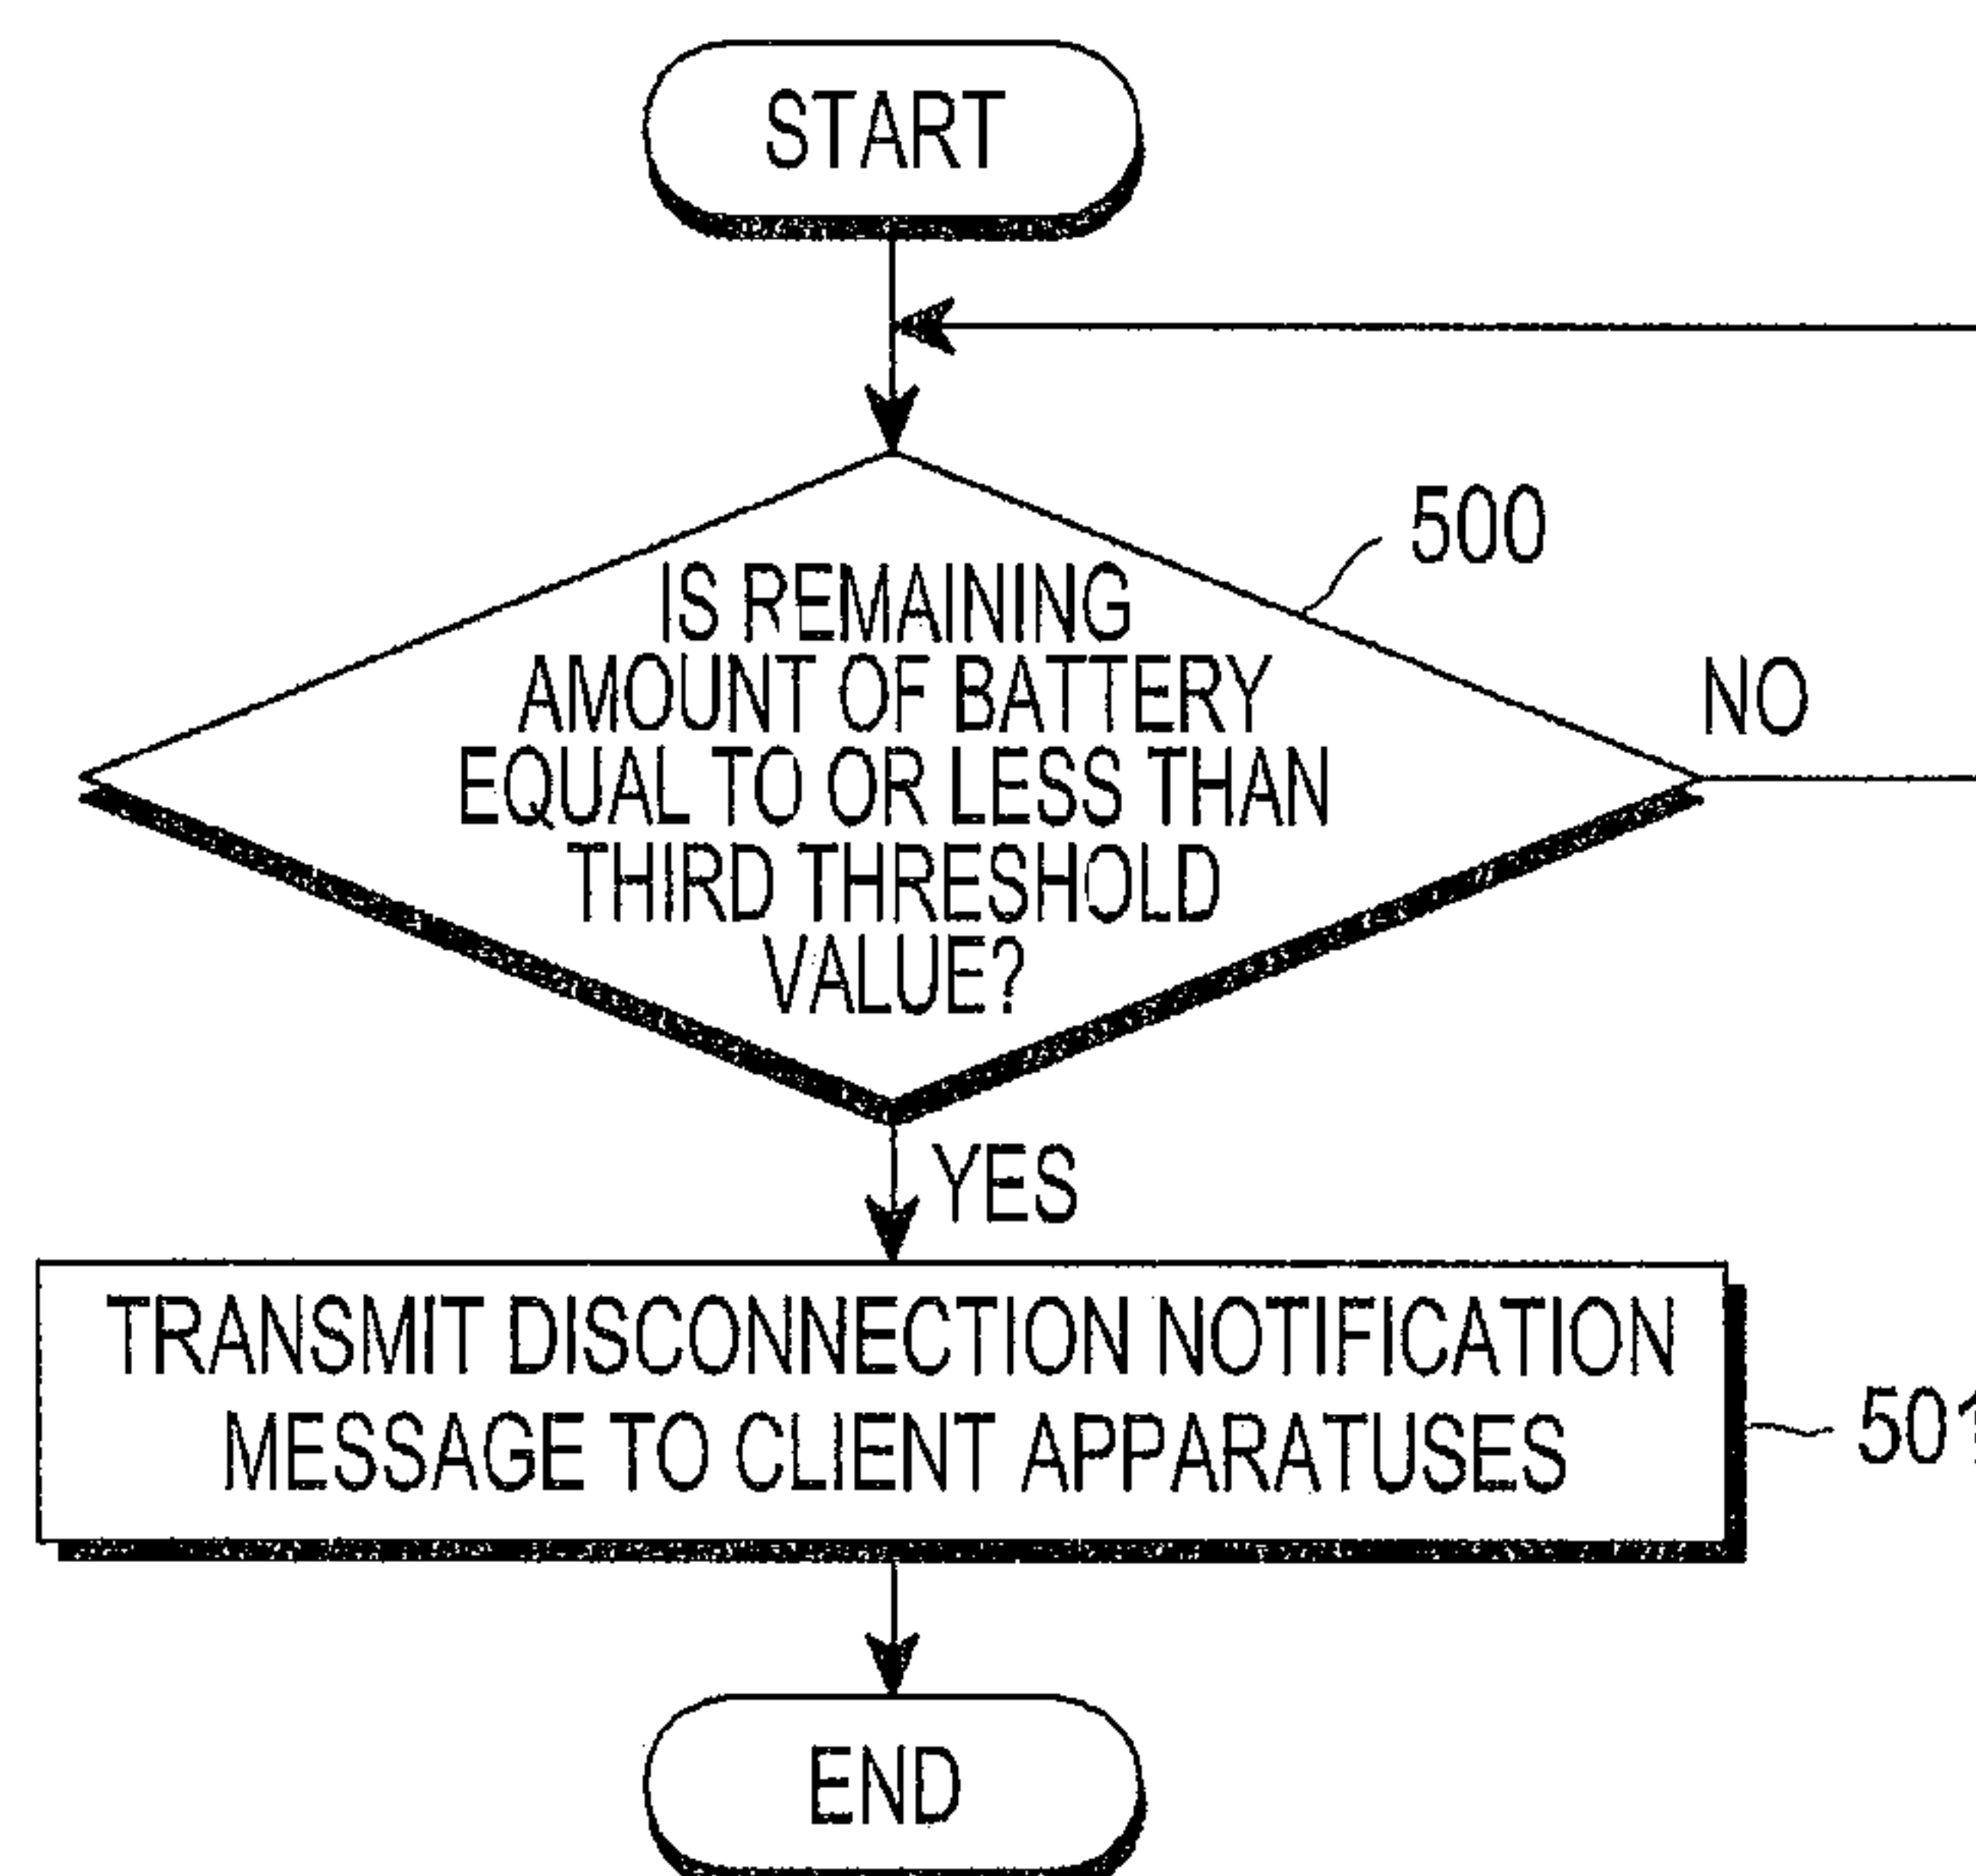 START
500
IS REMAINING
AMOUNT OF BATTERY
EQUAL TO OR LESS THAN
THIRD THRESHOLD
VALUE?
NO
YES
TRANSMIT DISCONNECTION NOTIFICATION
MESSAGE TO CLIENT APPARATUSES
501
END